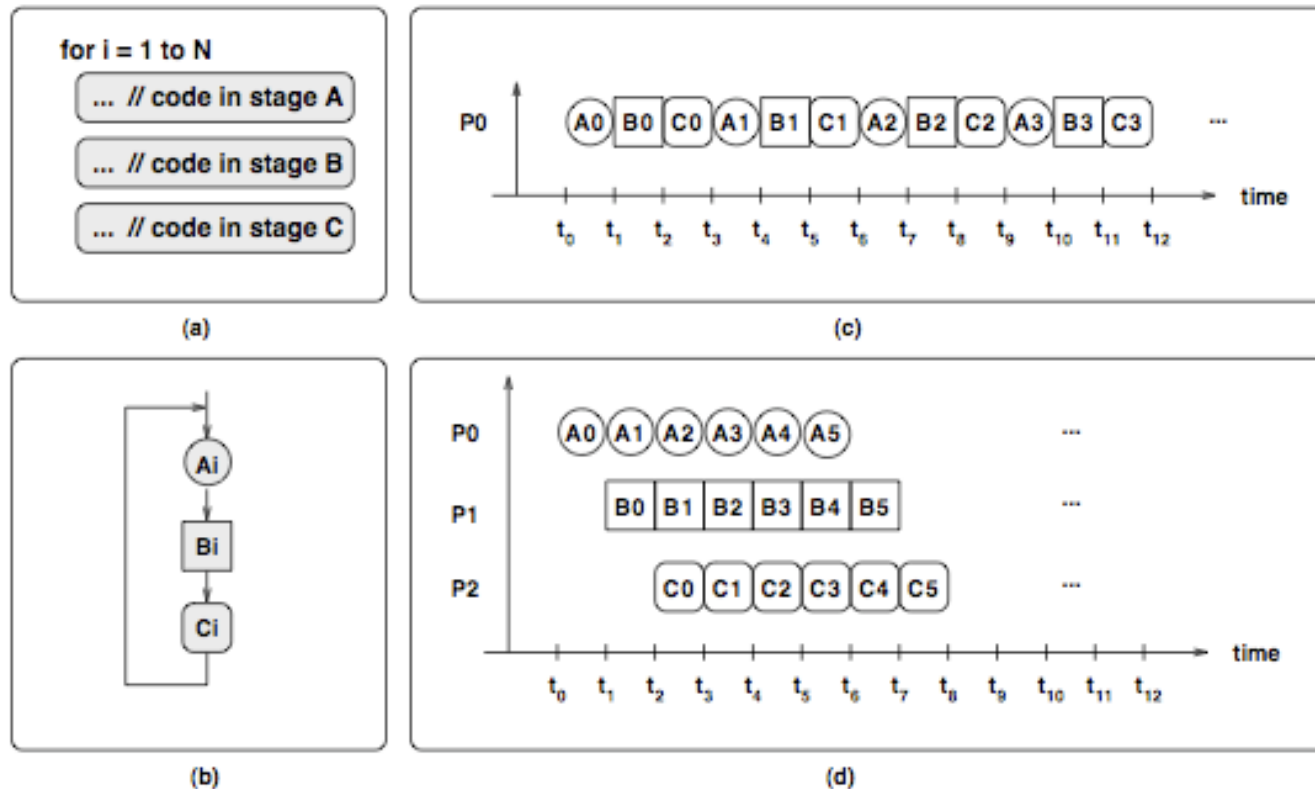 for i = 1 to N
... // code in stage A
... // code in stage B
... // code in stage C
(a)
P0 A0 B0 C0 A1 B1 C1 A2 B2 C2 A3 B3 C3 ...
time
t0 t1 t2 t3 t4 t5 t6 t7 t8 t9 t10 t11 t12
(c)
Ai
Bi
Ci
(b)
P0 A0 A1 A2 A3 A4 A5 ...
P1 B0 B1 B2 B3 B4 B5 ...
P2 C0 C1 C2 C3 C4 C5 ...
time
t0 t1 t2 t3 t4 t5 t6 t7 t8 t9 t10 t11 t12
(d)